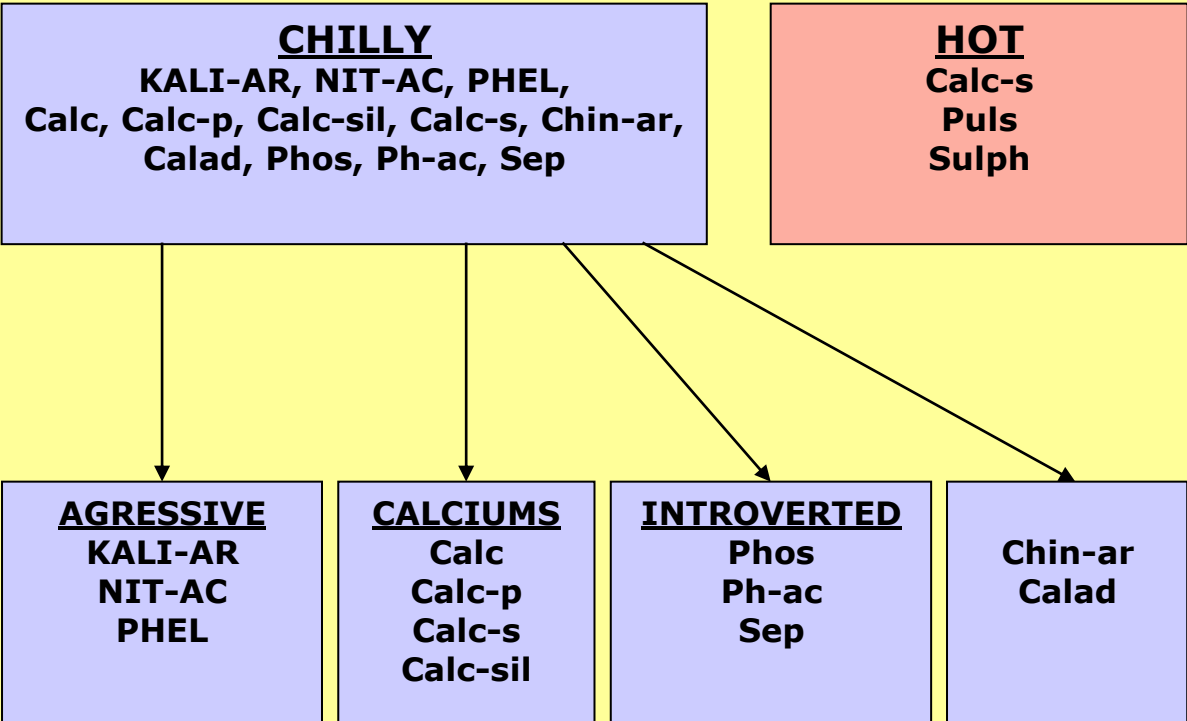 CHILLY
KALI-AR, NIT-AC, PHEL,
Calc, Calc-p, Calc-sil, Calc-s, Chin-ar,
Calad, Phos, Ph-ac, Sep
HOT
Calc-s
Puls
Sulph
AGRESSIVE
KALI-AR
NIT-AC
PHEL
CALCIUMS
Calc
Calc-p
Calc-s
Calc-sil
INTROVERTED
Phos
Ph-ac
Sep
Chin-ar
Calad